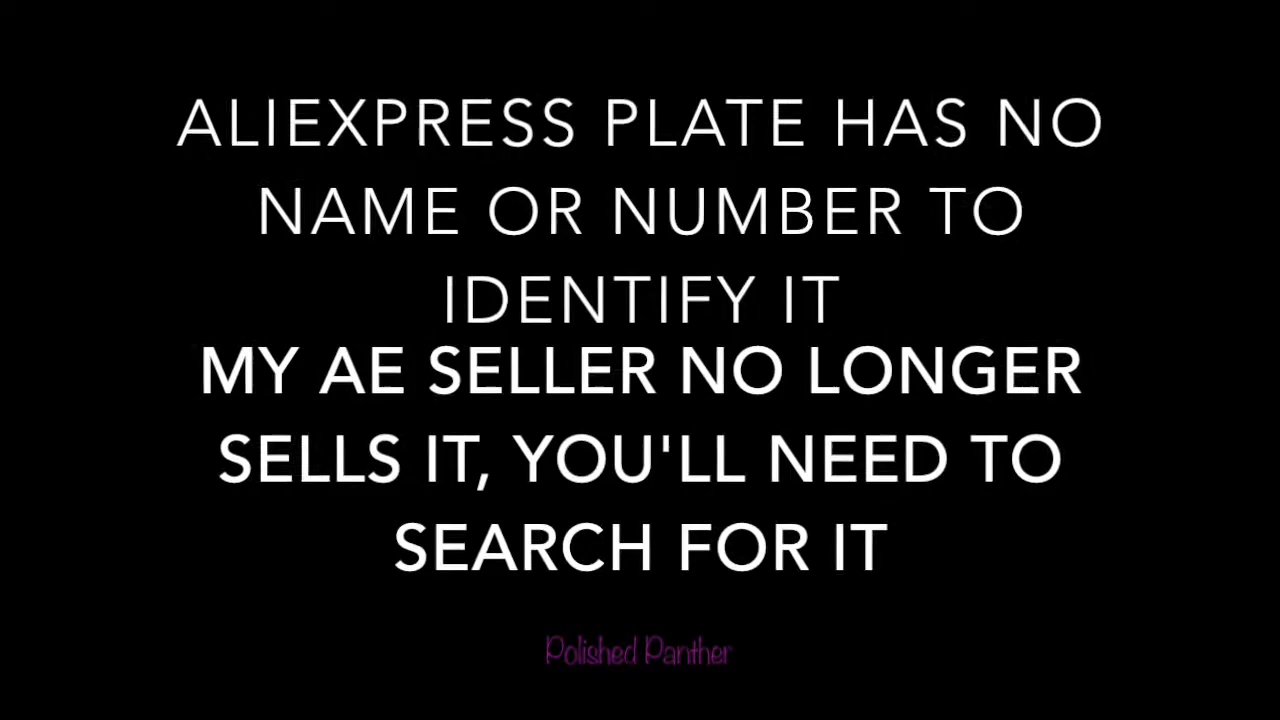 ALIEXPRESS PLATE HAS NO
NAME OR NUMBER TO
IDENTIFY IT
MY AE SELLER NO LONGER
SELLS IT, YOU'LL NEED TO
SEARCH FOR IT
Polished Panther